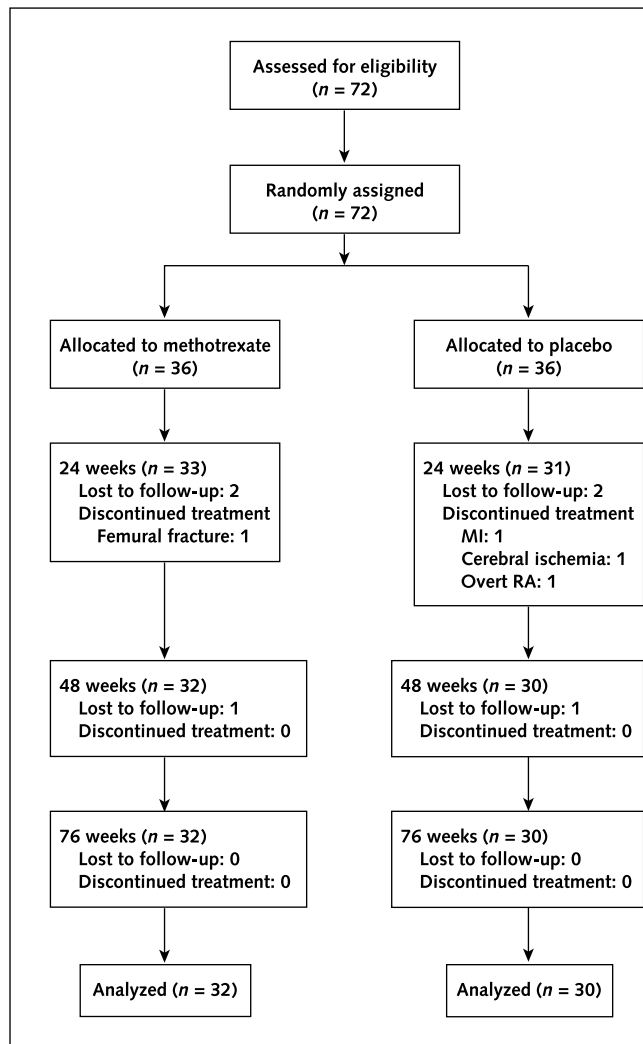 Assessed for eligibility
(n = 72)
Randomly assigned
(n = 72)
Allocated to methotrexate
(n = 36)
Allocated to placebo
(n = 36)
24 weeks (n = 33)
Lost to follow-up: 2
Discontinued treatment
Femural fracture: 1
24 weeks (n = 31)
Lost to follow-up: 2
Discontinued treatment
MI: 1
Cerebral ischemia: 1
Overt RA: 1
48 weeks (n = 32)
Lost to follow-up: 1
Discontinued treatment: 0
48 weeks (n = 30)
Lost to follow-up: 1
Discontinued treatment: 0
76 weeks (n = 32)
Lost to follow-up: 0
Discontinued treatment: 0
76 weeks (n = 30)
Lost to follow-up: 0
Discontinued treatment: 0
Analyzed (n = 32)
Analyzed (n = 30)